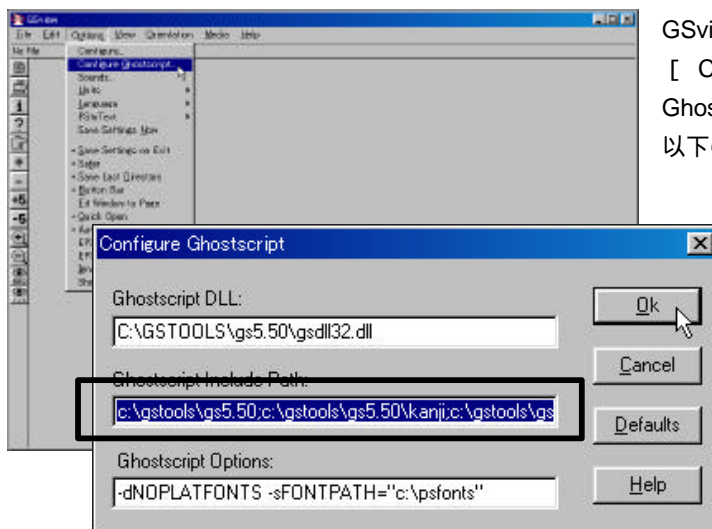 GSview
File Edit Options View Orientation Media Help
No File
Configure...
Configure Ghostscript...
Sounds...
Units
Language
PStoText
Save Settings Now
Save Settings on Exit
Safer
Save Last Directory
Button Bar
Fit Window to Page
Quick Open
i
?
+5
-5
GSvi
[ C
Ghos
以下
Configure Ghostscript
Ghostscript DLL:
C:\GSTOOLS\gs5.50\gsdll32.dll
Ghostscript Include Path:
c:\gstools\gs5.50;c:\gstools\gs5.50\kanji;c:\gstools\gs
Ghostscript Options:
-dNOPLATFONTS -sFONTPATH="c:\psfonts"
Ok
Cancel
Defaults
Help